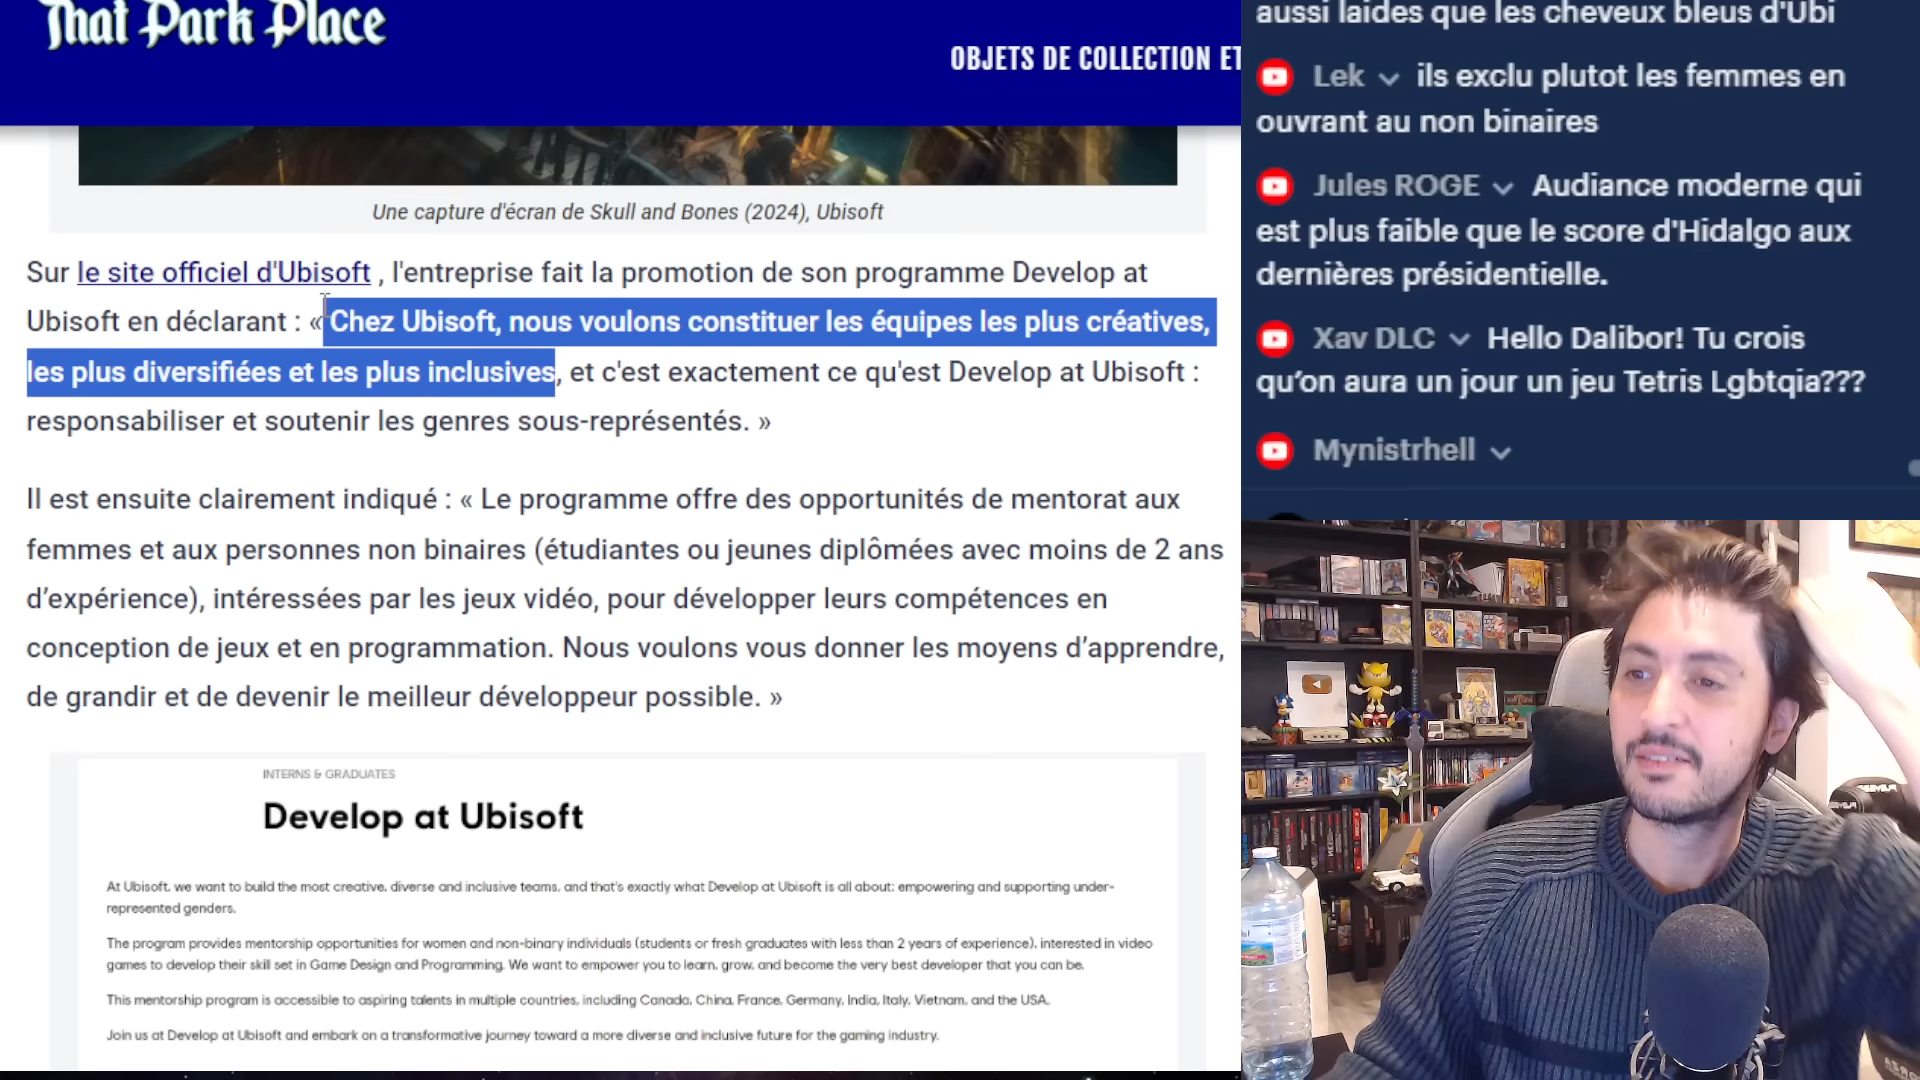 That Park Place
OBJETS DE COLLECTION ET
Une capture d'écran de Skull and Bones (2024), Ubisoft
Sur le site officiel d'Ubisoft , l'entreprise fait la promotion de son programme Develop at
Ubisoft en déclarant : « Chez Ubisoft, nous voulons constituer les équipes les plus créatives,
les plus diversifiées et les plus inclusives, et c'est exactement ce qu'est Develop at Ubisoft :
responsabiliser et soutenir les genres sous-représentés. »
Il est ensuite clairement indiqué : « Le programme offre des opportunités de mentorat aux
femmes et aux personnes non binaires (étudiantes ou jeunes diplômées avec moins de 2 ans
d’expérience), intéressées par les jeux vidéo, pour développer leurs compétences en
conception de jeux et en programmation. Nous voulons vous donner les moyens d’apprendre,
de grandir et de devenir le meilleur développeur possible. »
INTERNS & GRADUATES
Develop at Ubisoft
At Ubisoft, we want to build the most creative, diverse and inclusive teams, and that's exactly what Develop at Ubisoft is all about: empowering and supporting under-
represented genders.
The program provides mentorship opportunities for women and non-binary individuals (students or fresh graduates with less than 2 years of experience), interested in video
games to develop their skill set in Game Design and Programming. We want to empower you to learn, grow, and become the very best developer that you can be.
This mentorship program is accessible to aspiring talents in multiple countries, including Canada, China, France, Germany, India, Italy, Vietnam, and the USA.
Join us at Develop at Ubisoft and embark on a transformative journey toward a more diverse and inclusive future for the gaming industry.
aussi laides que les cheveux bleus d'Ubi
Lek ils exclu plutot les femmes en
ouvrant au non binaires
Jules ROGE Audiance moderne qui
est plus faible que le score d'Hidalgo aux
dernières présidentielle.
Xav DLC Hello Dalibor! Tu crois
qu’on aura un jour un jeu Tetris Lgbtqia???
Mynistrhell